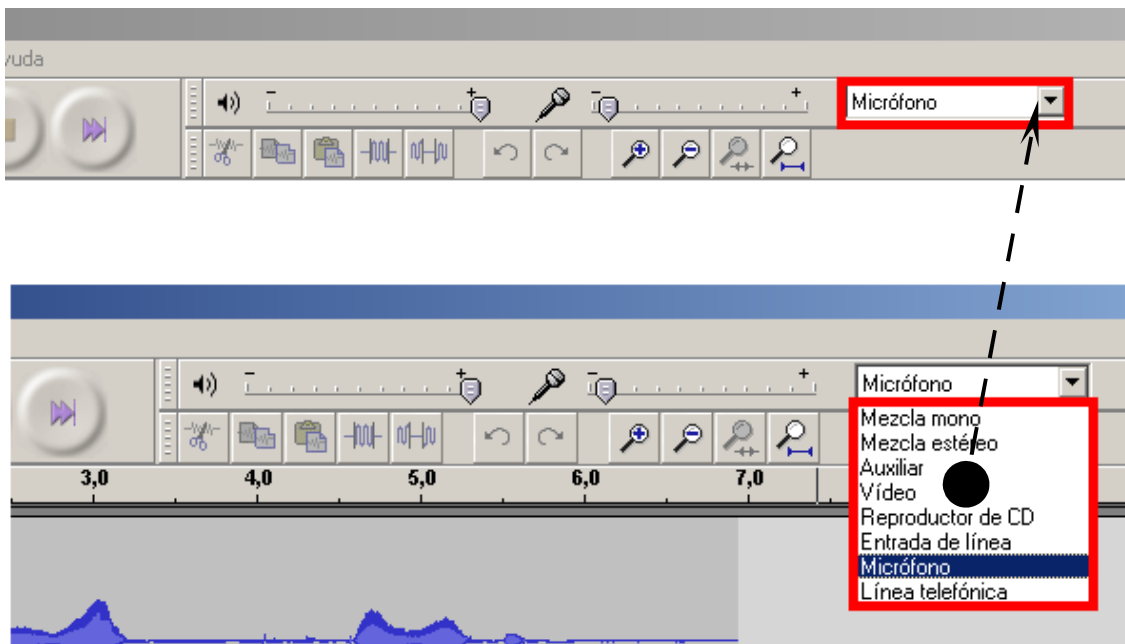 yuda
- + - +
Micrófono
- + - +
Micrófono
Mezcla mono
Mezcla estéreo
Auxiliar
Vídeo
Reproductor de CD
Entrada de línea
Micrófono
Línea telefónica
3,0 4,0 5,0 6,0 7,0